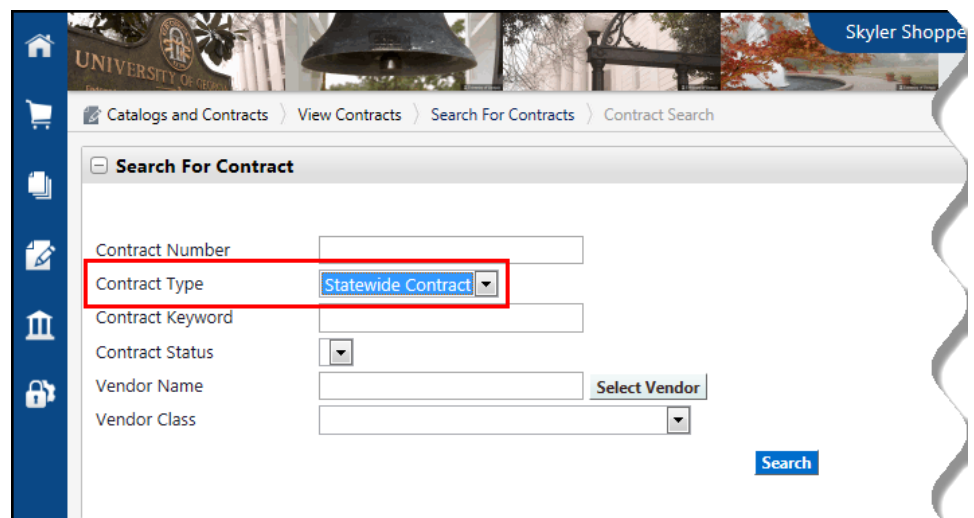 Skyler Shoppe
UNIVERSITY OF GEORGIA
Catalogs and Contracts > View Contracts > Search For Contracts > Contract Search
Search For Contract
Contract Number
Contract Type Statewide Contract
Contract Keyword
Contract Status
Vendor Name Select Vendor
Vendor Class
Search